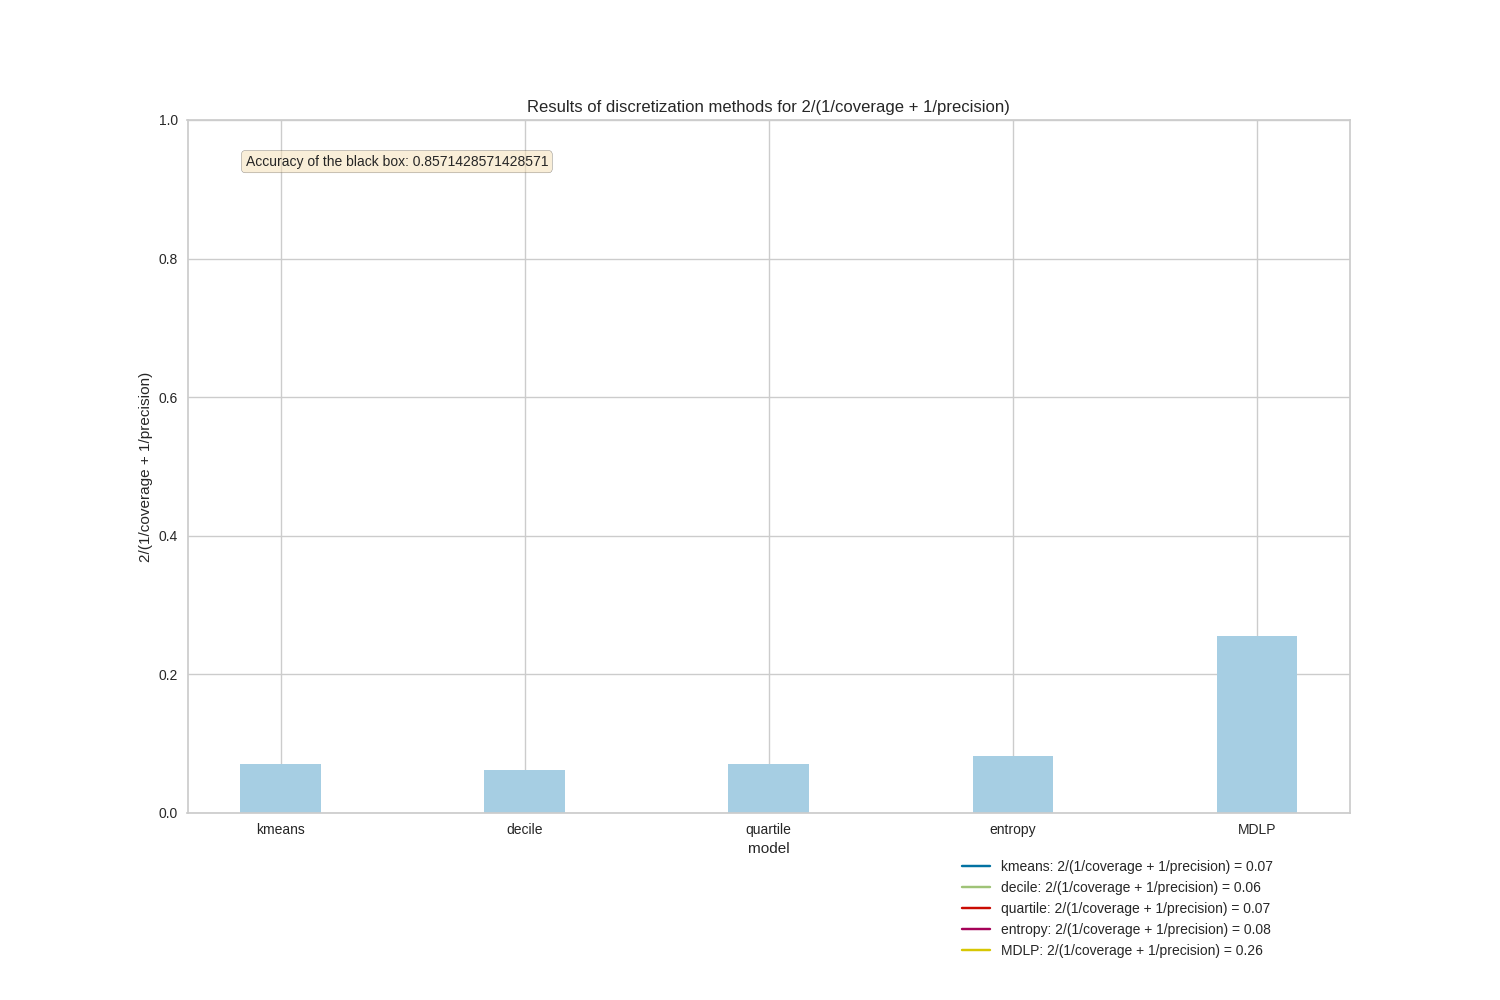 Results of discretization methods for 2/(1/coverage + 1/precision)
1.0
Accuracy of the black box: 0.8571428571428571
0.8
0.6
2/(1/coverage + 1/precision)
0.4
0.2
0.0
kmeans
decile
quartile
entropy
MDLP
model
kmeans: 2/(1/coverage + 1/precision) = 0.07
decile: 2/(1/coverage + 1/precision) = 0.06
quartile: 2/(1/coverage + 1/precision) = 0.07
entropy: 2/(1/coverage + 1/precision) = 0.08
MDLP: 2/(1/coverage + 1/precision) = 0.26